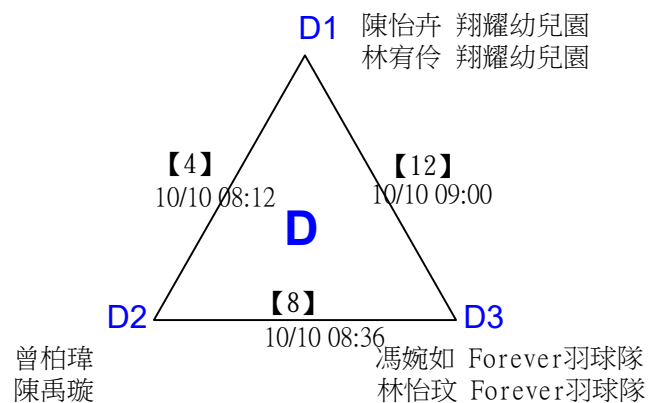 D1
陳怡卉 翔耀幼兒園
林宥伶 翔耀幼兒園
【4】
10/10 08:12
【12】
10/10 09:00
D
【8】
10/10 08:36
D2
曾柏瑋
陳禹璇
D3
馮婉如 Forever羽球隊
林怡玟 Forever羽球隊